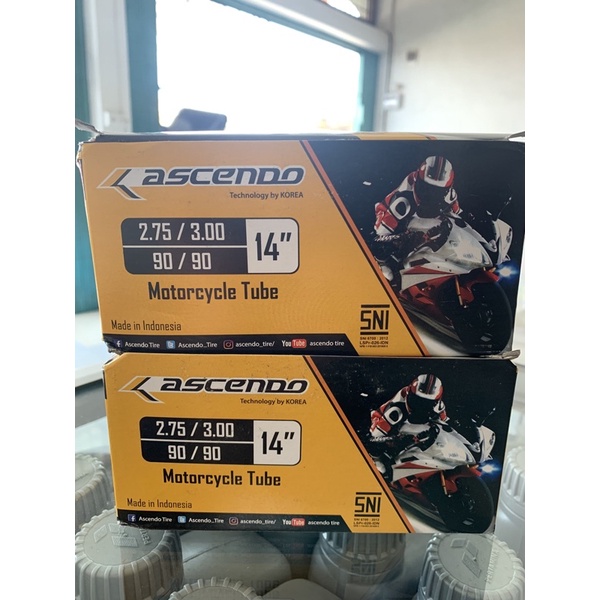 ascendo
Technology by KOREA
2.75 / 3.00
90 / 90
14"
Motorcycle Tube
SNI
Made in Indonesia
Ascendo Tire
Ascendo_Tire
ascendo_tire/
YouTube ascendo tire
ascendo
Technology by KOREA
2.75 / 3.00
90 / 90
14"
Motorcycle Tube
SNI
Made in Indonesia
Ascendo Tire
Ascendo_Tire
ascendo_tire/
YouTube ascendo tire